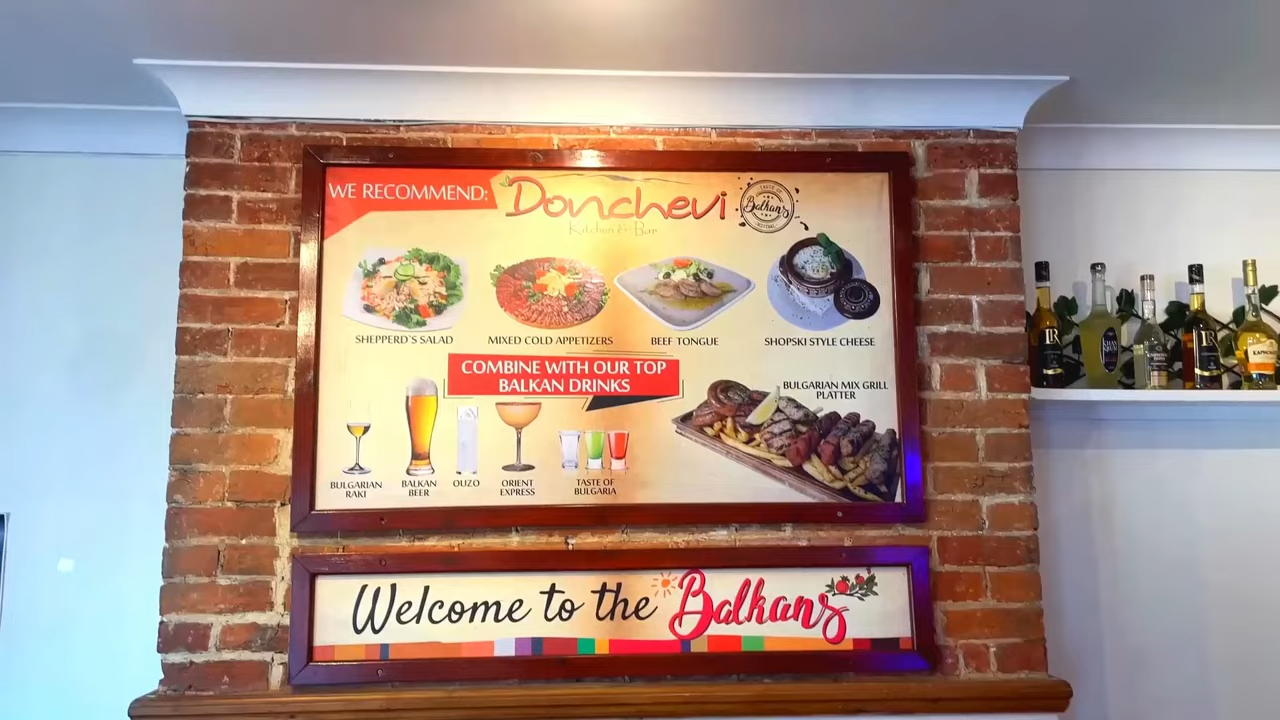 WE RECOMMEND:
Donchevi
Kitchen & Bar
TASTE OF
Balkans
SHEPPERD`S SALAD
MIXED COLD APPETIZERS
BEEF TONGUE
SHOPSKI STYLE CHEESE
COMBINE WITH OUR TOP
BALKAN DRINKS
BULGARIAN MIX GRILL
PLATTER
BULGARIAN
RAKI
BALKAN
BEER
OUZO
ORIENT
EXPRESS
TASTE OF
BULGARIA
Welcome to the Balkans